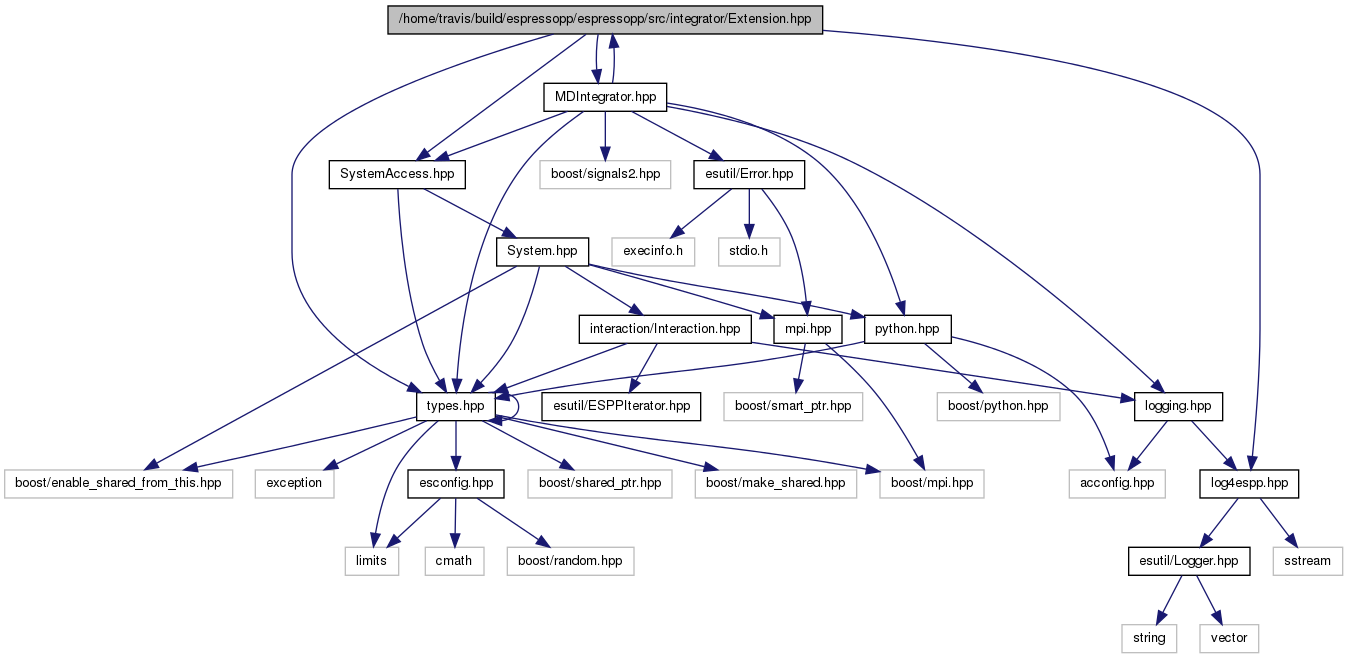 /home/travis/build/espressopp/espressopp/src/integrator/Extension.hpp
MDIntegrator.hpp
SystemAccess.hpp
boost/signals2.hpp
esutil/Error.hpp
System.hpp
execinfo.h
stdio.h
interaction/Interaction.hpp
mpi.hpp
python.hpp
types.hpp
esutil/ESPPIterator.hpp
boost/smart_ptr.hpp
boost/python.hpp
logging.hpp
boost/enable_shared_from_this.hpp
exception
esconfig.hpp
boost/shared_ptr.hpp
boost/make_shared.hpp
boost/mpi.hpp
acconfig.hpp
log4espp.hpp
limits
cmath
boost/random.hpp
esutil/Logger.hpp
sstream
string
vector